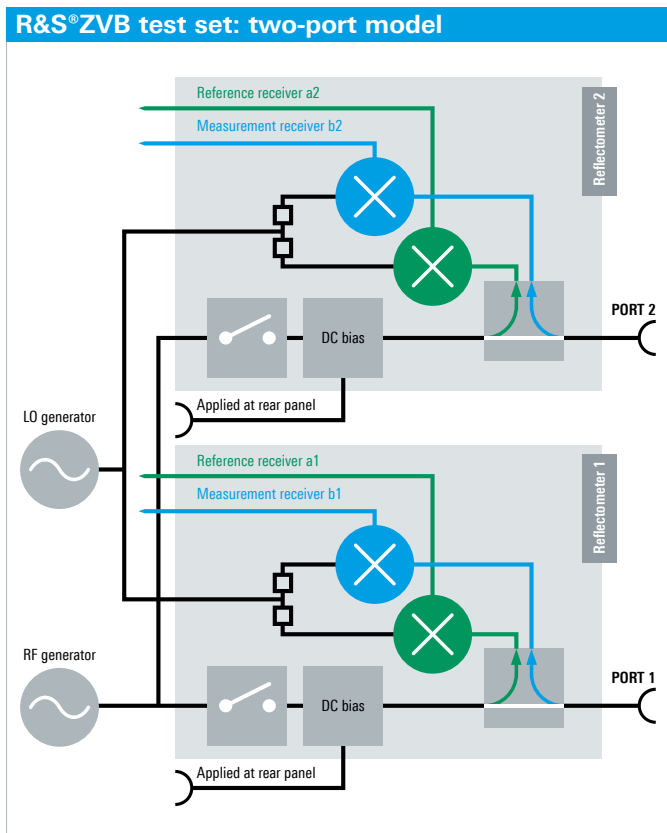 R&S®ZVB test set: two-port model
Reference receiver a2
Measurement receiver b2
Reflectometer 2
PORT 2
DC bias
Applied at rear panel
LO generator
Reference receiver a1
Measurement receiver b1
Reflectometer 1
RF generator
PORT 1
DC bias
Applied at rear panel